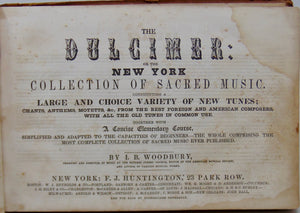 THE
DULCIMER:
OR THE
NEW YORK
COLLECTION OF SACRED MUSIC.
CONSTITUTING A
LARGE AND CHOICE VARIETY OF NEW TUNES;
CHANTS, ANTHEMS, MOTETTS, &c., FROM THE BEST FOREIGN AND AMERICAN COMPOSERS,
WITH ALL THE OLD TUNES IN COMMON USE.
TOGETHER WITH
A Concise Elementary Course,
SIMPLIFIED AND ADAPTED TO THE CAPACITIES OF BEGINNERS—THE WHOLE COMPRISING THE
MOST COMPLETE COLLECTION OF SACRED MUSIC EVER PUBLISHED.
BY I. B. WOODBURY,
NEW YORK: F. J. HUNTINGTON, 23 PARK ROW.